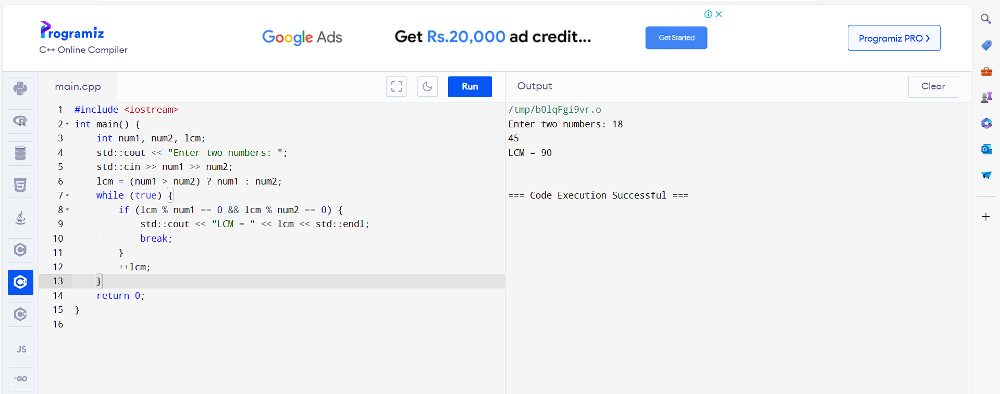 Programiz
C++ Online Compiler
Google Ads
Get Rs.20,000 ad credit...
Get Started
Programiz PRO
main.cpp
Run
Output
Clear
1 #include <iostream>
2 int main() {
3     int num1, num2, lcm;
4     std::cout << "Enter two numbers: ";
5     std::cin >> num1 >> num2;
6     lcm = (num1 > num2) ? num1 : num2;
7     while (true) {
8         if (lcm % num1 == 0 && lcm % num2 == 0) {
9             std::cout << "LCM = " << lcm << std::endl;
10             break;
11         }
12         ++lcm;
13     }
14     return 0;
15 }
16
/tmp/b0lqFgi9vr.o
Enter two numbers: 18
45
LCM = 90
=== Code Execution Successful ===
R
5
C
C++
C#
JS
GO